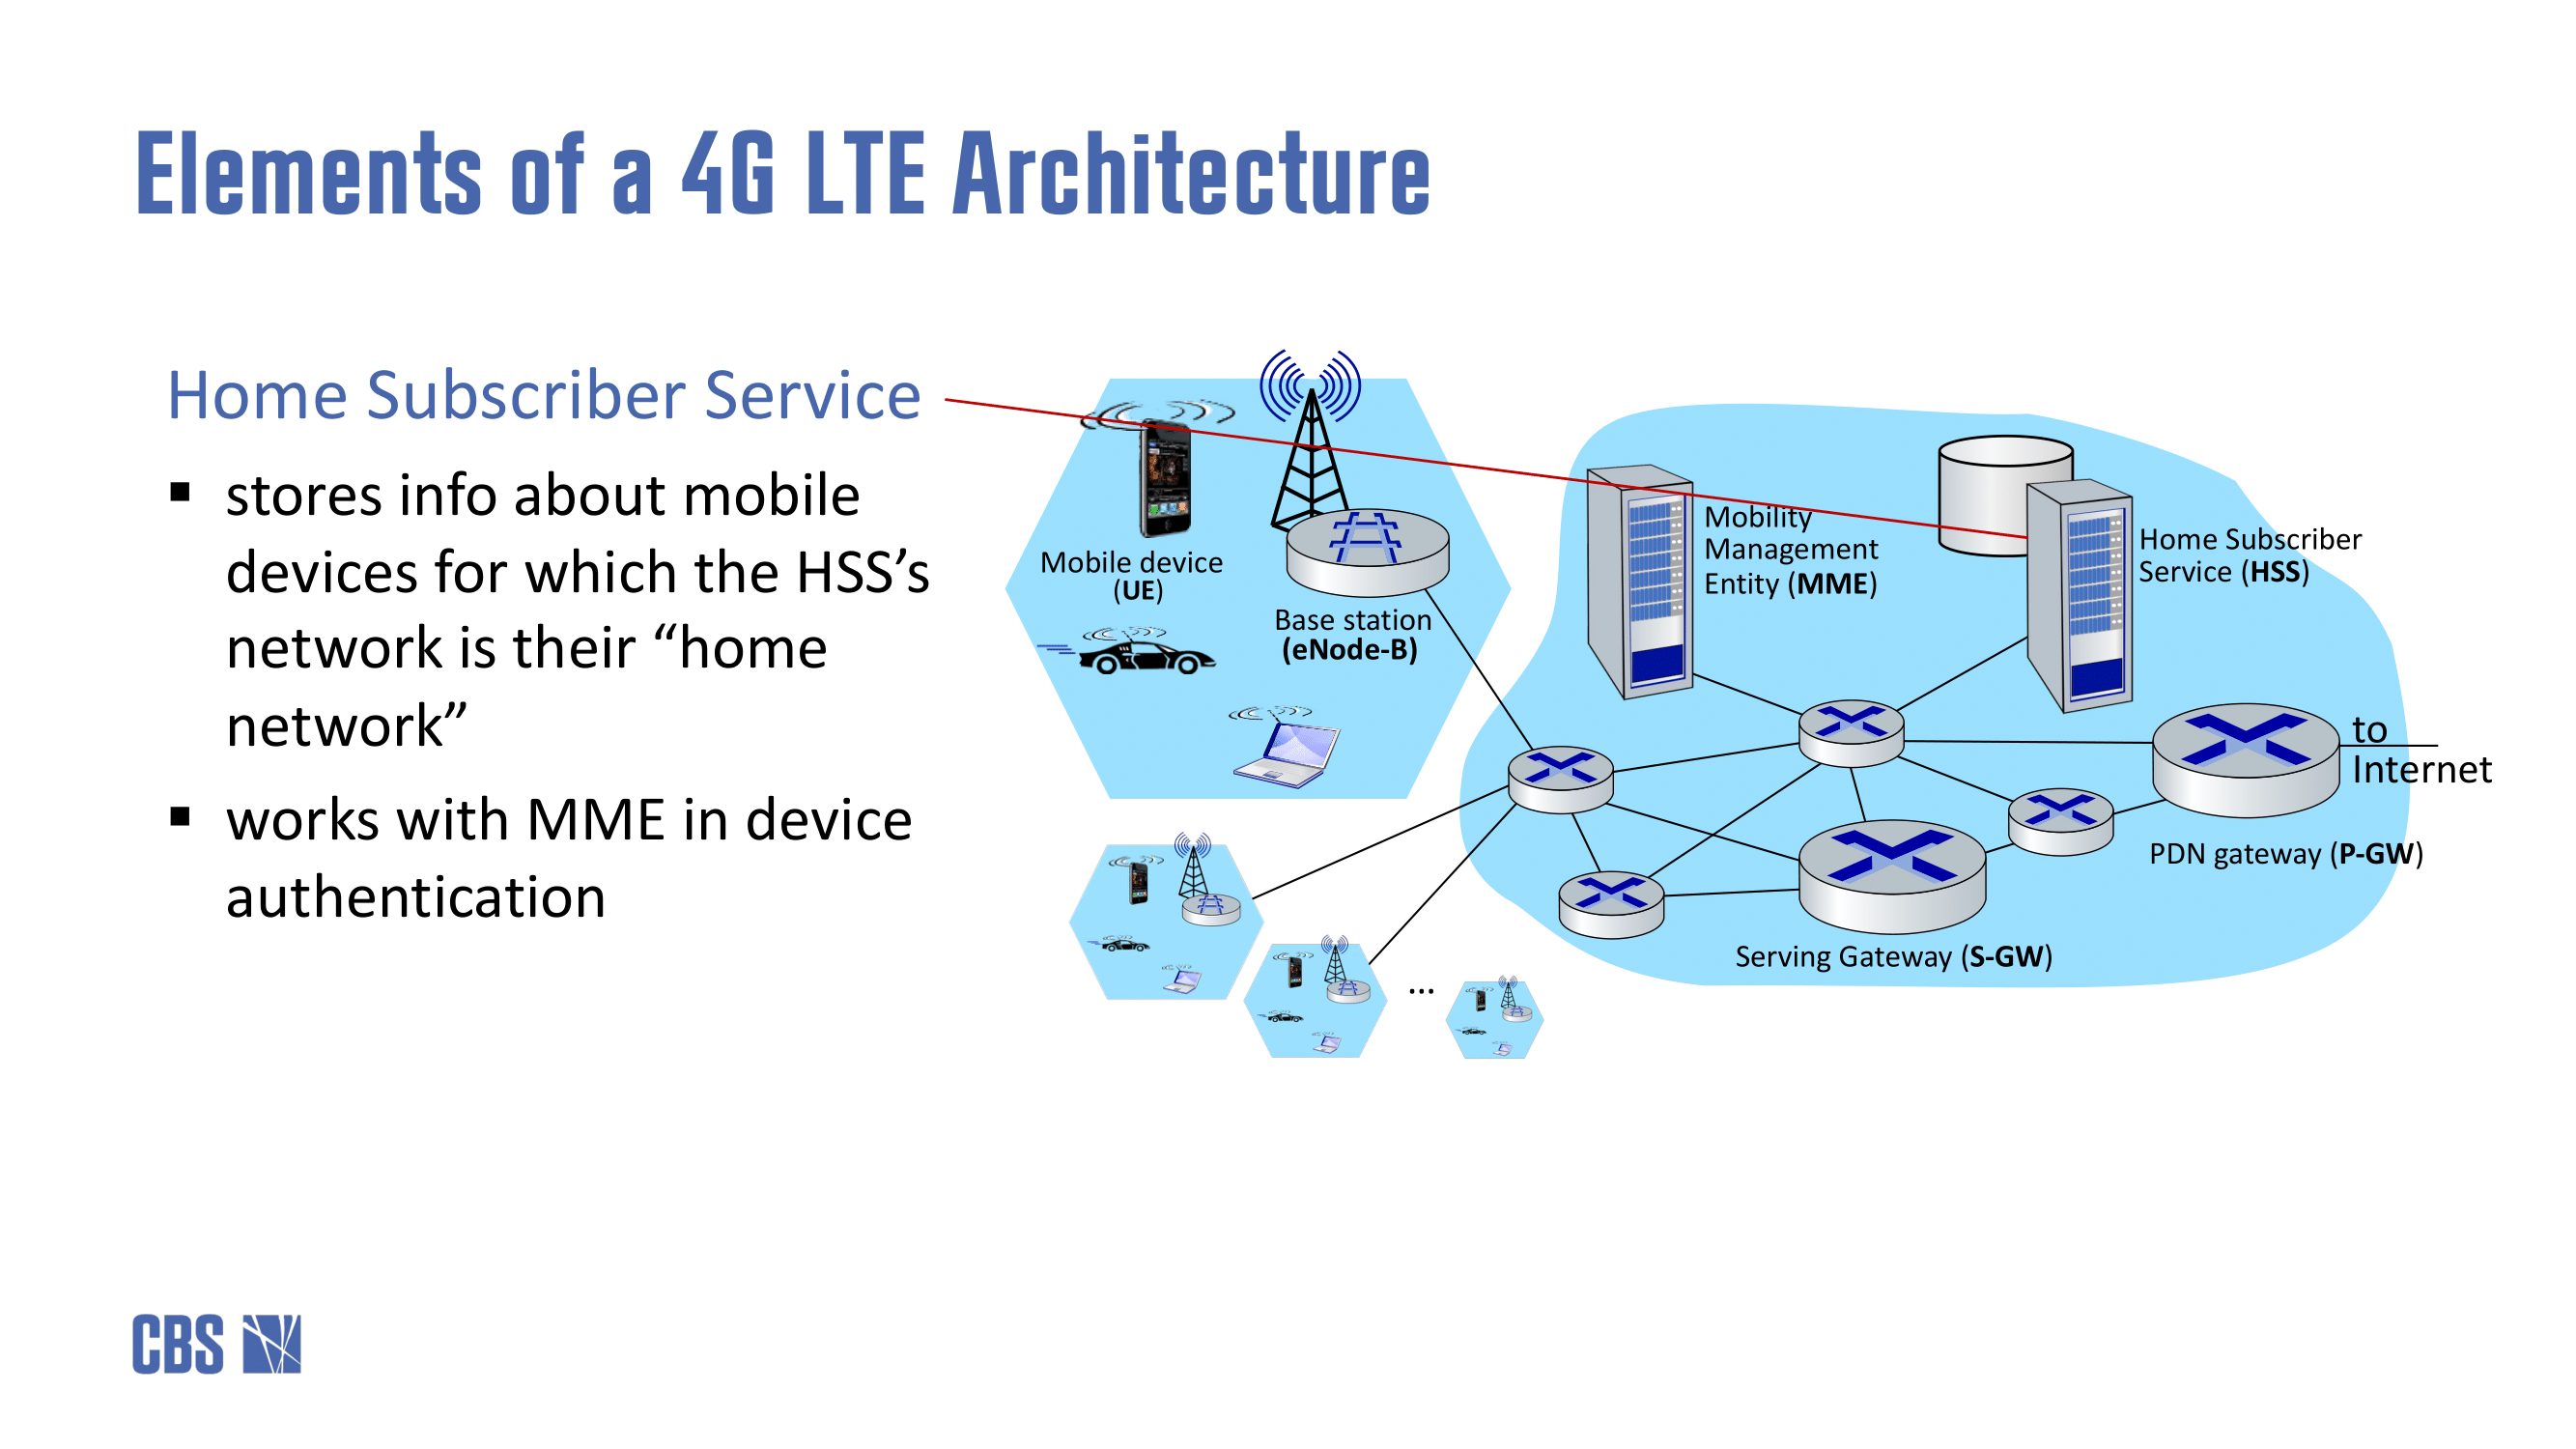 Elements of a 4G LTE Architecture
Home Subscriber Service
▪ stores info about mobile
devices for which the HSS’s
network is their “home
network”
▪ works with MME in device
authentication
Mobile device
(UE)
Base station
(eNode-B)
Mobility
Management
Entity (MME)
Home Subscriber
Service (HSS)
to
Internet
PDN gateway (P-GW)
Serving Gateway (S-GW)
...
CBS